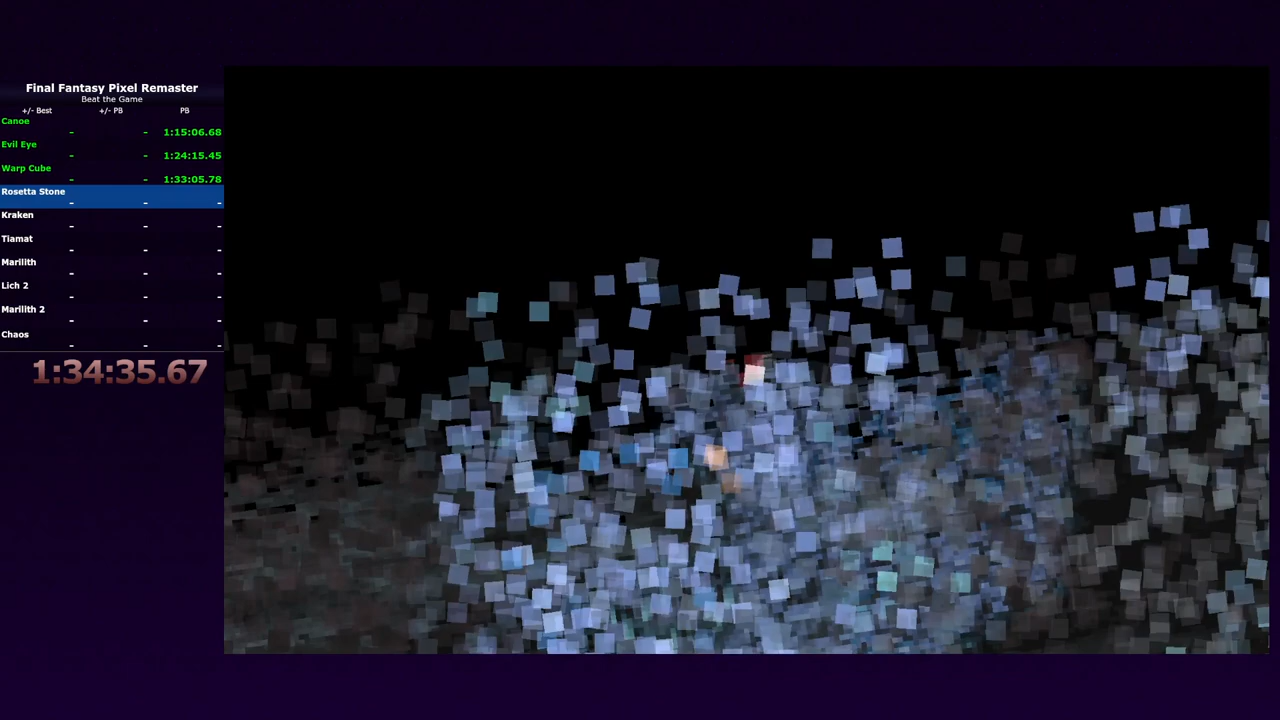 Final Fantasy Pixel Remaster
Beat the Game
+/- Best +/- PB PB
Canoe
- - 1:15:06.68
Evil Eye
- - 1:24:15.45
Warp Cube
- - 1:33:05.78
Rosetta Stone
- - -
Kraken
- - -
Tiamat
- - -
Marilith
- - -
Lich 2
- - -
Marilith 2
- - -
Chaos
- - -
1:34:35.67